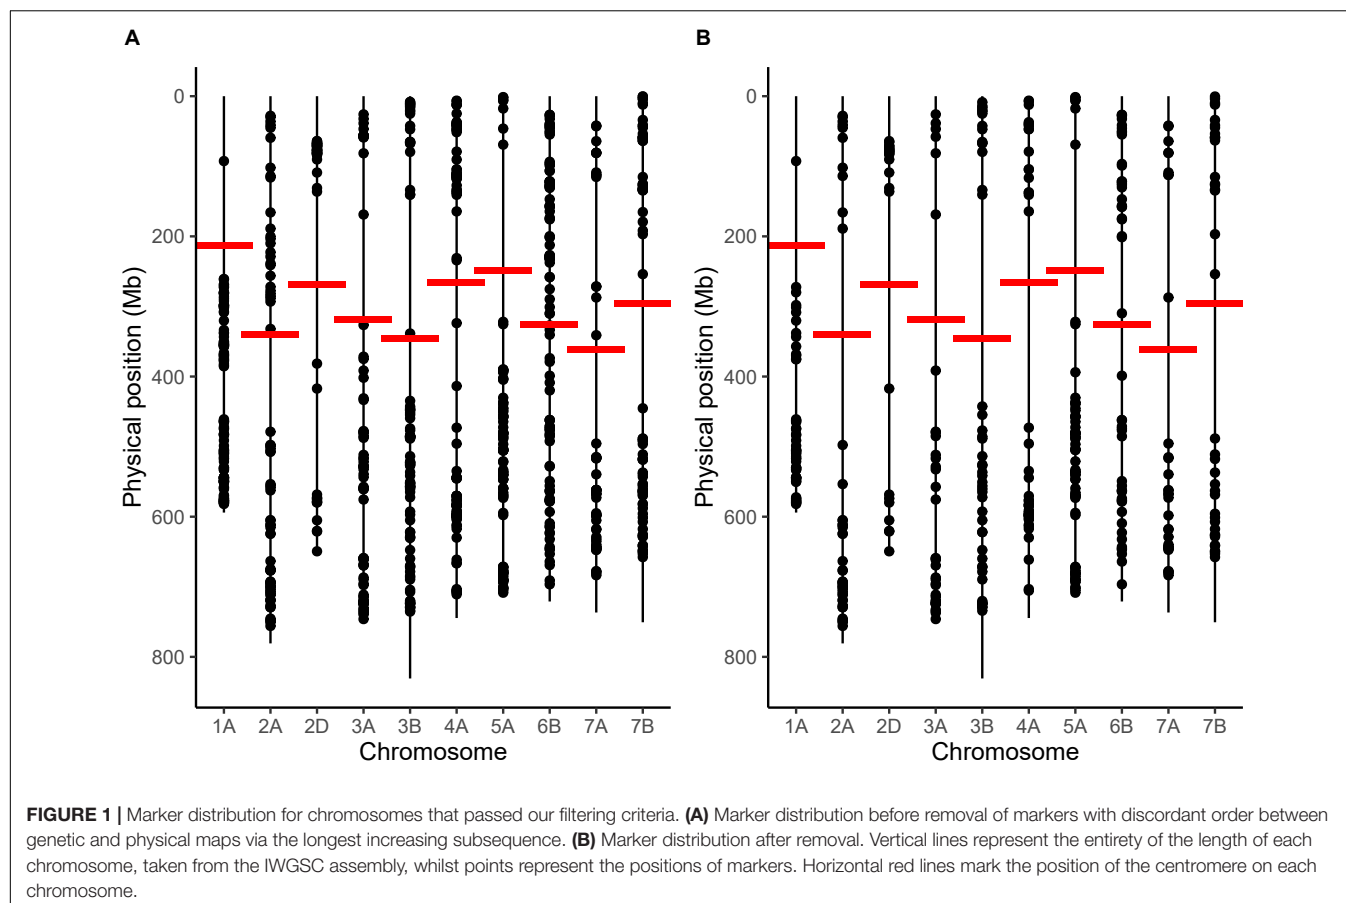 A
B
0
200
400
600
800
Physical position (Mb)
1A 2A 2D 3A 3B 4A 5A 6B 7A 7B
Chromosome
0
200
400
600
800
Physical position (Mb)
1A 2A 2D 3A 3B 4A 5A 6B 7A 7B
Chromosome
FIGURE 1 | Marker distribution for chromosomes that passed our filtering criteria. (A) Marker distribution before removal of markers with discordant order between
genetic and physical maps via the longest increasing subsequence. (B) Marker distribution after removal. Vertical lines represent the entirety of the length of each
chromosome, taken from the IWGSC assembly, whilst points represent the positions of markers. Horizontal red lines mark the position of the centromere on each
chromosome.